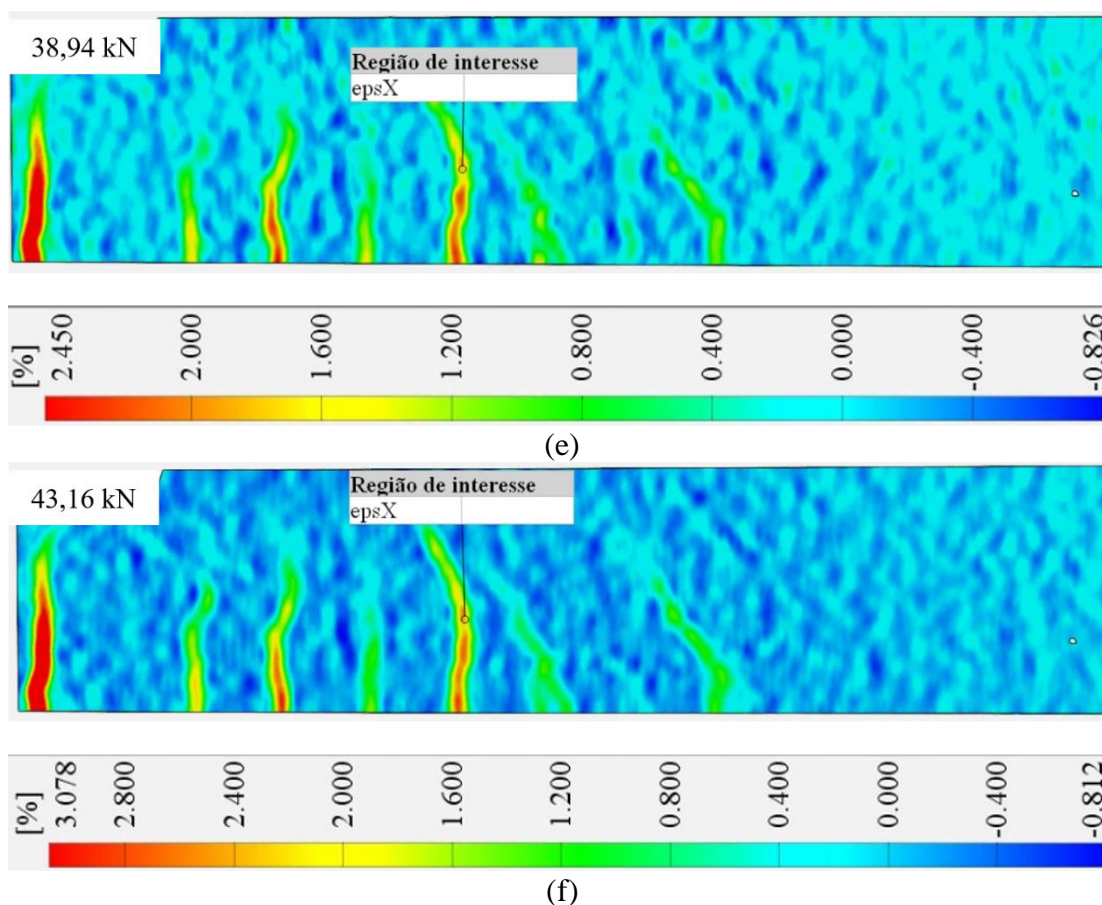 38,94 kN
Região de interesse
epsX
[%]
2.450
2.000
1.600
1.200
0.800
0.400
0.000
-0.400
-0.826
(e)
43,16 kN
Região de interesse
epsX
[%]
3.078
2.800
2.400
2.000
1.600
1.200
0.800
0.400
0.000
-0.400
-0.812
(f)